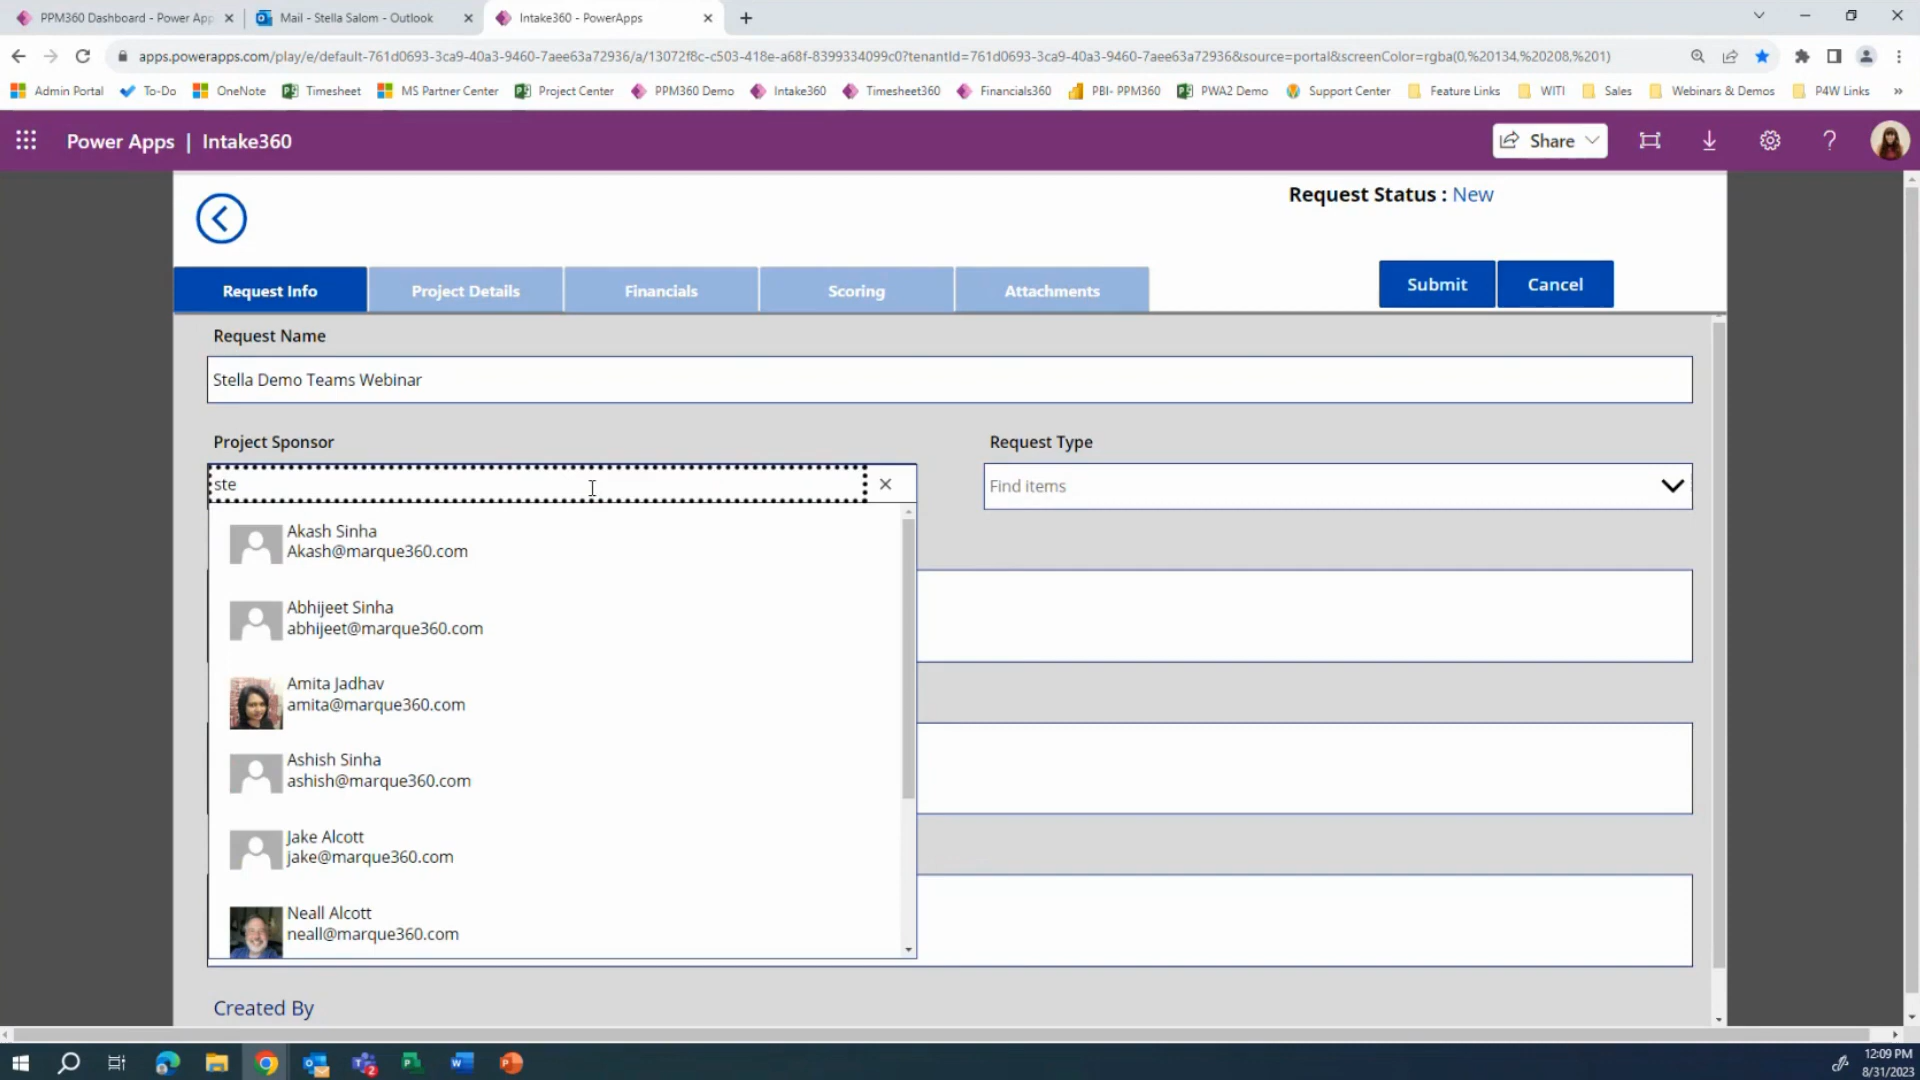 PPM360 Dashboard - Power App
Mail - Stella Salom - Outlook
Intake360 - PowerApps
apps.powerapps.com/play/e/default-761d0693-3ca9-40a3-9460-7aee63a72936/a/13072f8c-c503-418e-a68f-8399334099c0?tenantId=761d0693-3ca9-40a3-9460-7aee63a72936&source=portal&screenColor=rgba(0,%20134,%20208,%201)
Admin Portal
To-Do
OneNote
Timesheet
MS Partner Center
Project Center
PPM360 Demo
Intake360
Timesheet360
Financials360
PBI- PPM360
PWA2 Demo
Support Center
Feature Links
WITI
Sales
Webinars & Demos
P4W Links
»
Power Apps | Intake360
Share
?
Request Status : New
Request Info
Project Details
Financials
Scoring
Attachments
Submit
Cancel
Request Name
Stella Demo Teams Webinar
Project Sponsor
Request Type
ste
Find items
Akash Sinha
Akash@marque360.com
Abhijeet Sinha
abhijeet@marque360.com
Amita Jadhav
amita@marque360.com
Ashish Sinha
ashish@marque360.com
Jake Alcott
jake@marque360.com
Neall Alcott
neall@marque360.com
Created By
12:09 PM
8/31/2023